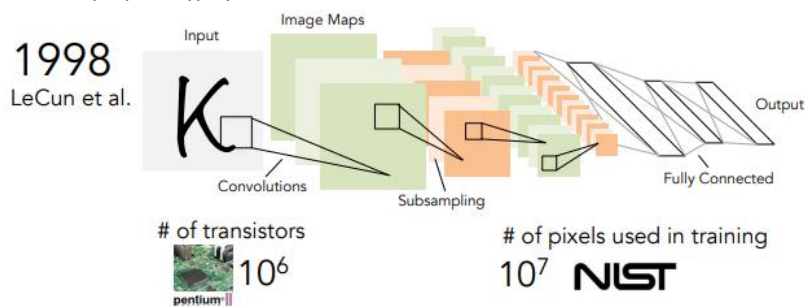 Image Maps
Input
1998
LeCun et al.
K
Output
Convolutions
Subsampling
Fully Connected
# of transistors
10⁶
pentium II
# of pixels used in training
10⁷ NIST